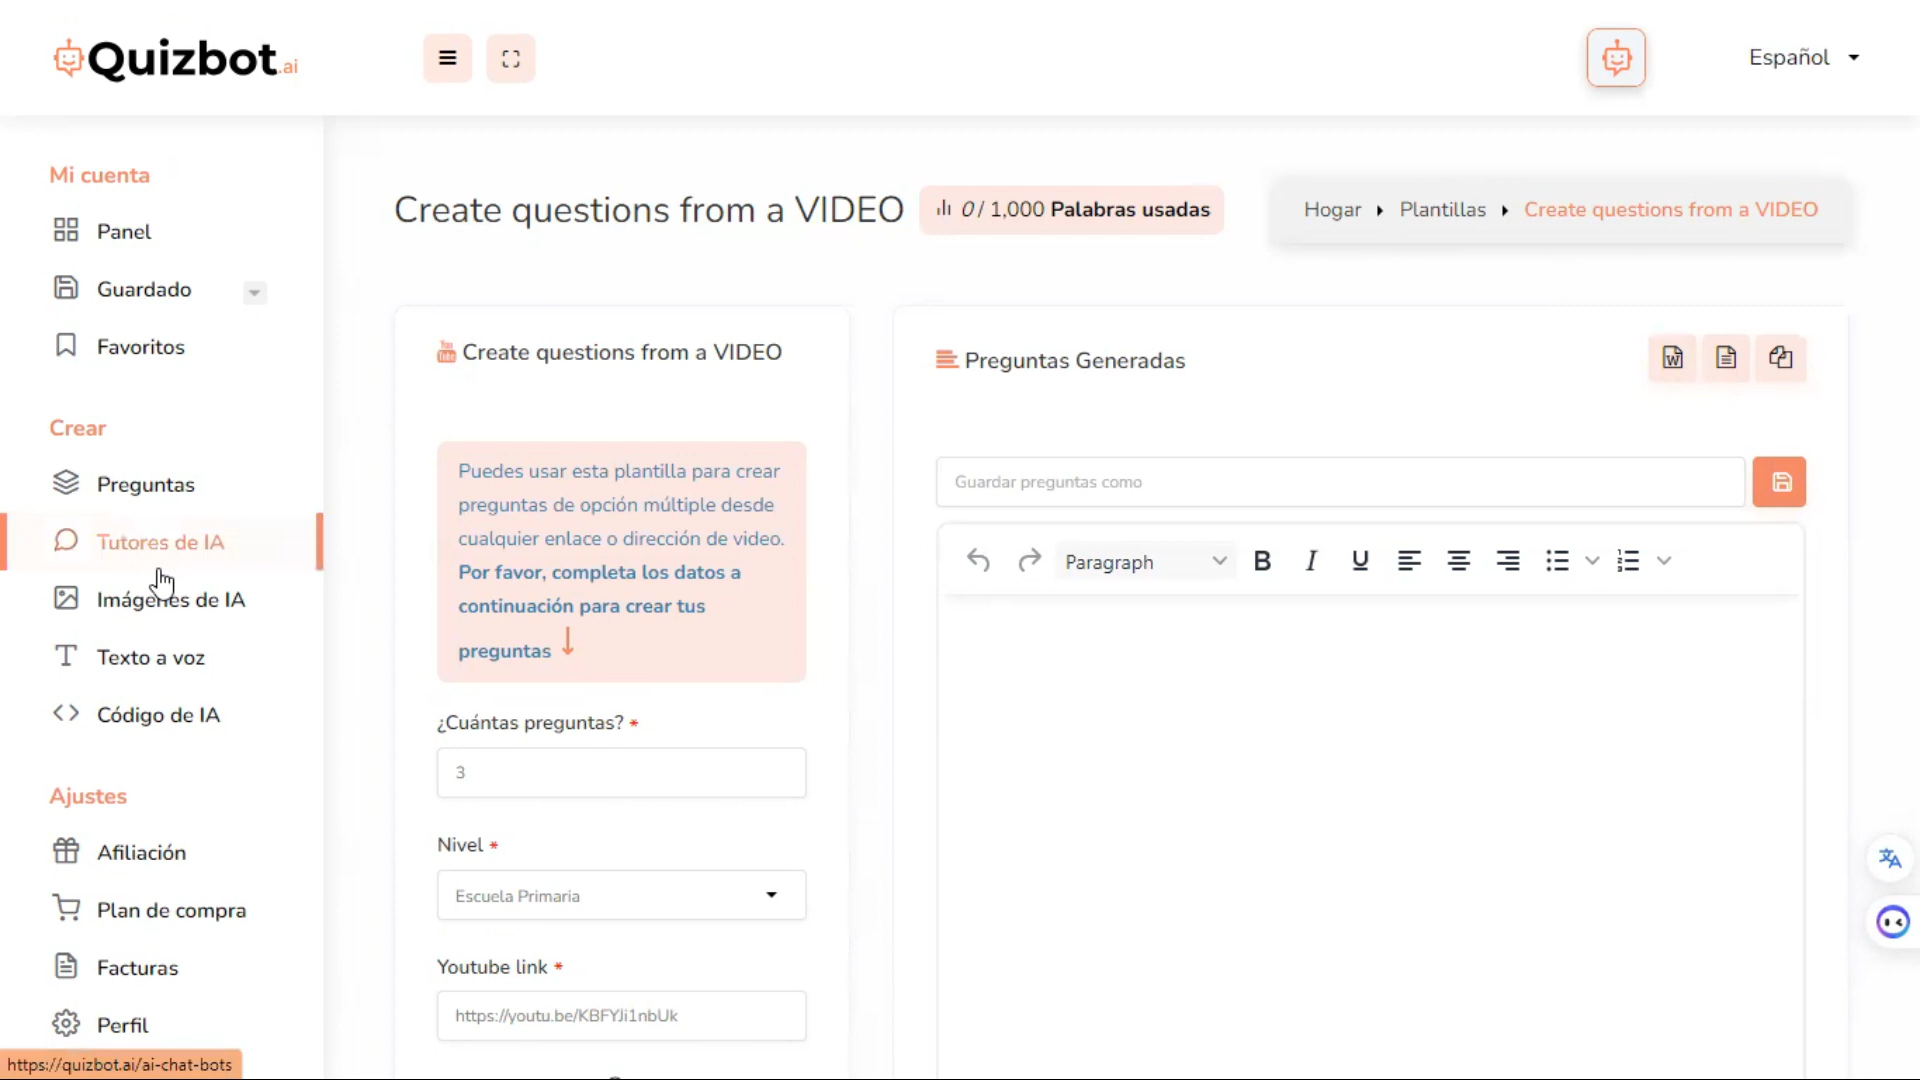 Quizbot.ai
Español
Mi cuenta
Panel
Guardado
Favoritos
Crear
Preguntas
Tutores de IA
Imágenes de IA
Texto a voz
Código de IA
Ajustes
Afiliación
Plan de compra
Facturas
Perfil
https://quizbot.ai/ai-chat-bots
Create questions from a VIDEO
0 / 1,000 Palabras usadas
Hogar
Plantillas
Create questions from a VIDEO
You
Tube
Create questions from a VIDEO
Puedes usar esta plantilla para crear
preguntas de opción múltiple desde
cualquier enlace o dirección de video.
Por favor, completa los datos a
continuación para crear tus
preguntas
¿Cuántas preguntas? *
3
Nivel *
Escuela Primaria
Youtube link *
https://youtu.be/KBFYJi1nbUk
Preguntas Generadas
Guardar preguntas como
Paragraph
B I U